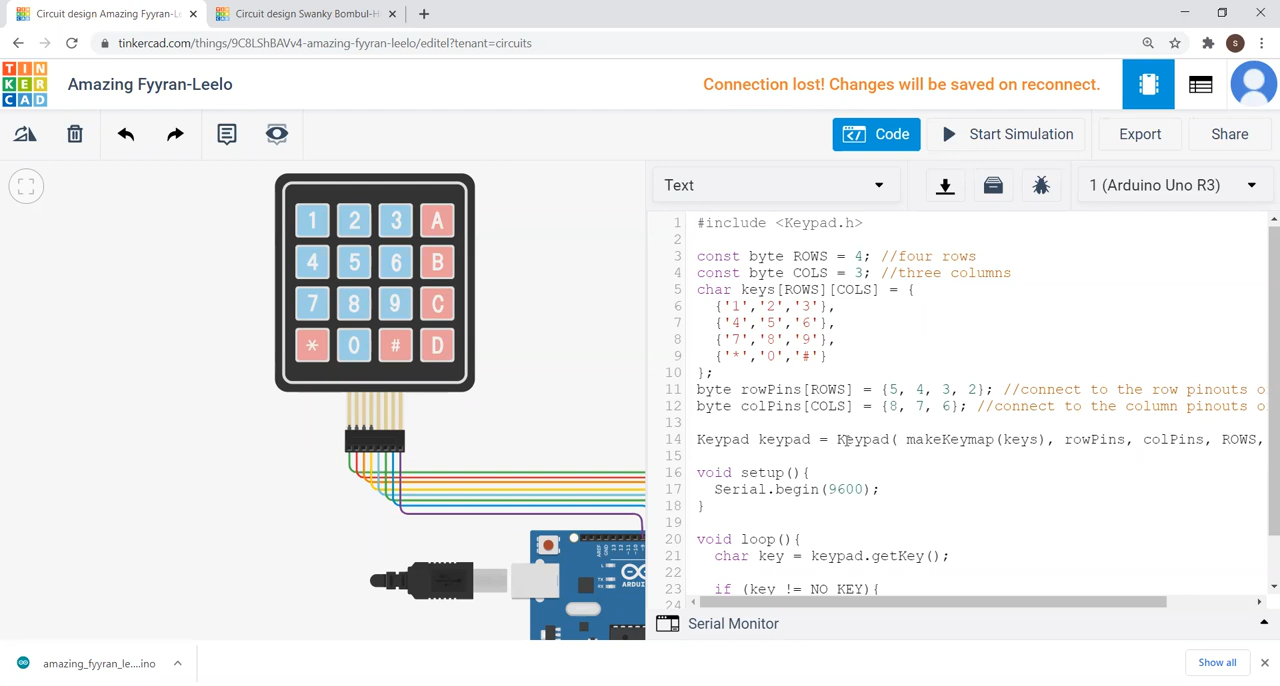 Circuit design Amazing Fyyran-Le
Circuit design Swanky Bombul-H
tinkercad.com/things/9C8LShBAVv4-amazing-fyyran-leelo/editel?tenant=circuits
S
TIN
KER
CAD
Amazing Fyyran-Leelo
Connection lost! Changes will be saved on reconnect.
Code
Start Simulation
Export
Share
Text
1 (Arduino Uno R3)
1 2 3 A
4 5 6 B
7 8 9 C
* 0 # D
1 #include <Keypad.h>
2
3 const byte ROWS = 4; //four rows
4 const byte COLS = 3; //three columns
5 char keys[ROWS][COLS] = {
6 {'1','2','3'},
7 {'4','5','6'},
8 {'7','8','9'},
9 {'*','0','#'}
10 };
11 byte rowPins[ROWS] = {5, 4, 3, 2}; //connect to the row pinouts o
12 byte colPins[COLS] = {8, 7, 6}; //connect to the column pinouts o
13
14 Keypad keypad = Keypad( makeKeymap(keys), rowPins, colPins, ROWS,
15
16 void setup(){
17 Serial.begin(9600);
18 }
19
20 void loop(){
21 char key = keypad.getKey();
22
23 if (key != NO_KEY){
24
ARDUINO
Serial Monitor
amazing_fyyran_le....ino
Show all